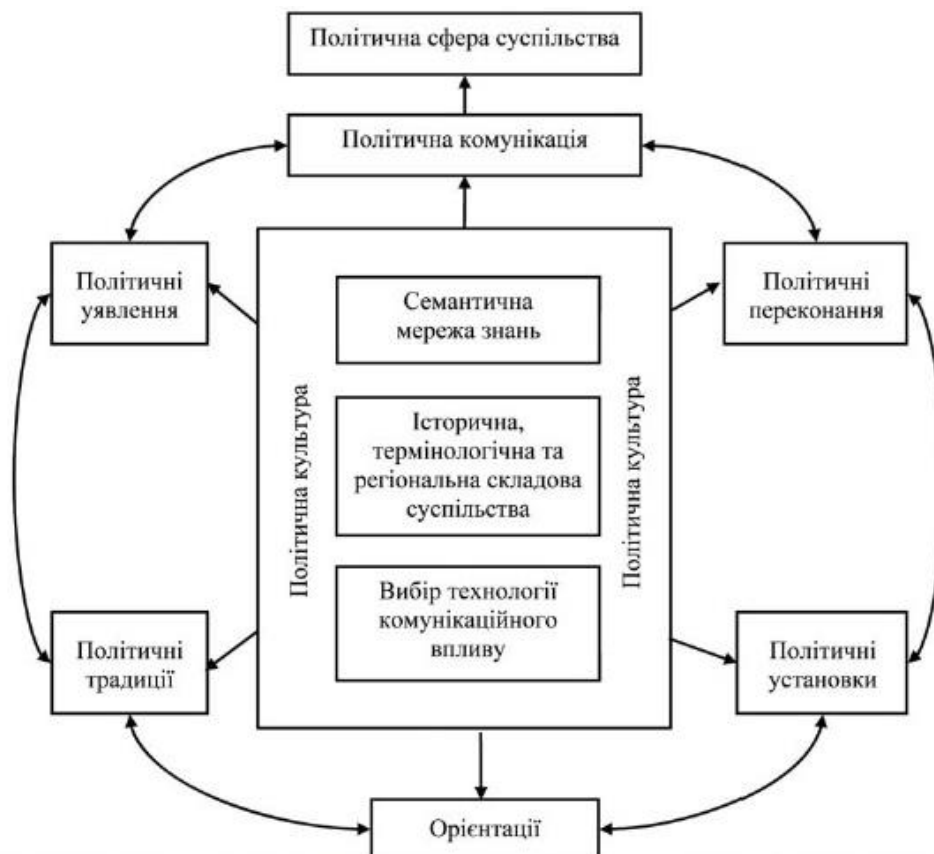 Політична сфера суспільства
Політична комунікація
Політичні
уявлення
Політичні
переконання
Семантична
мережа знань
Політична культура
Історична,
термінологічна та
регіональна складова
суспільства
Політична культура
Вибір технології
комунікаційного
впливу
Політичні
традиції
Політичні
установки
Орієнтації